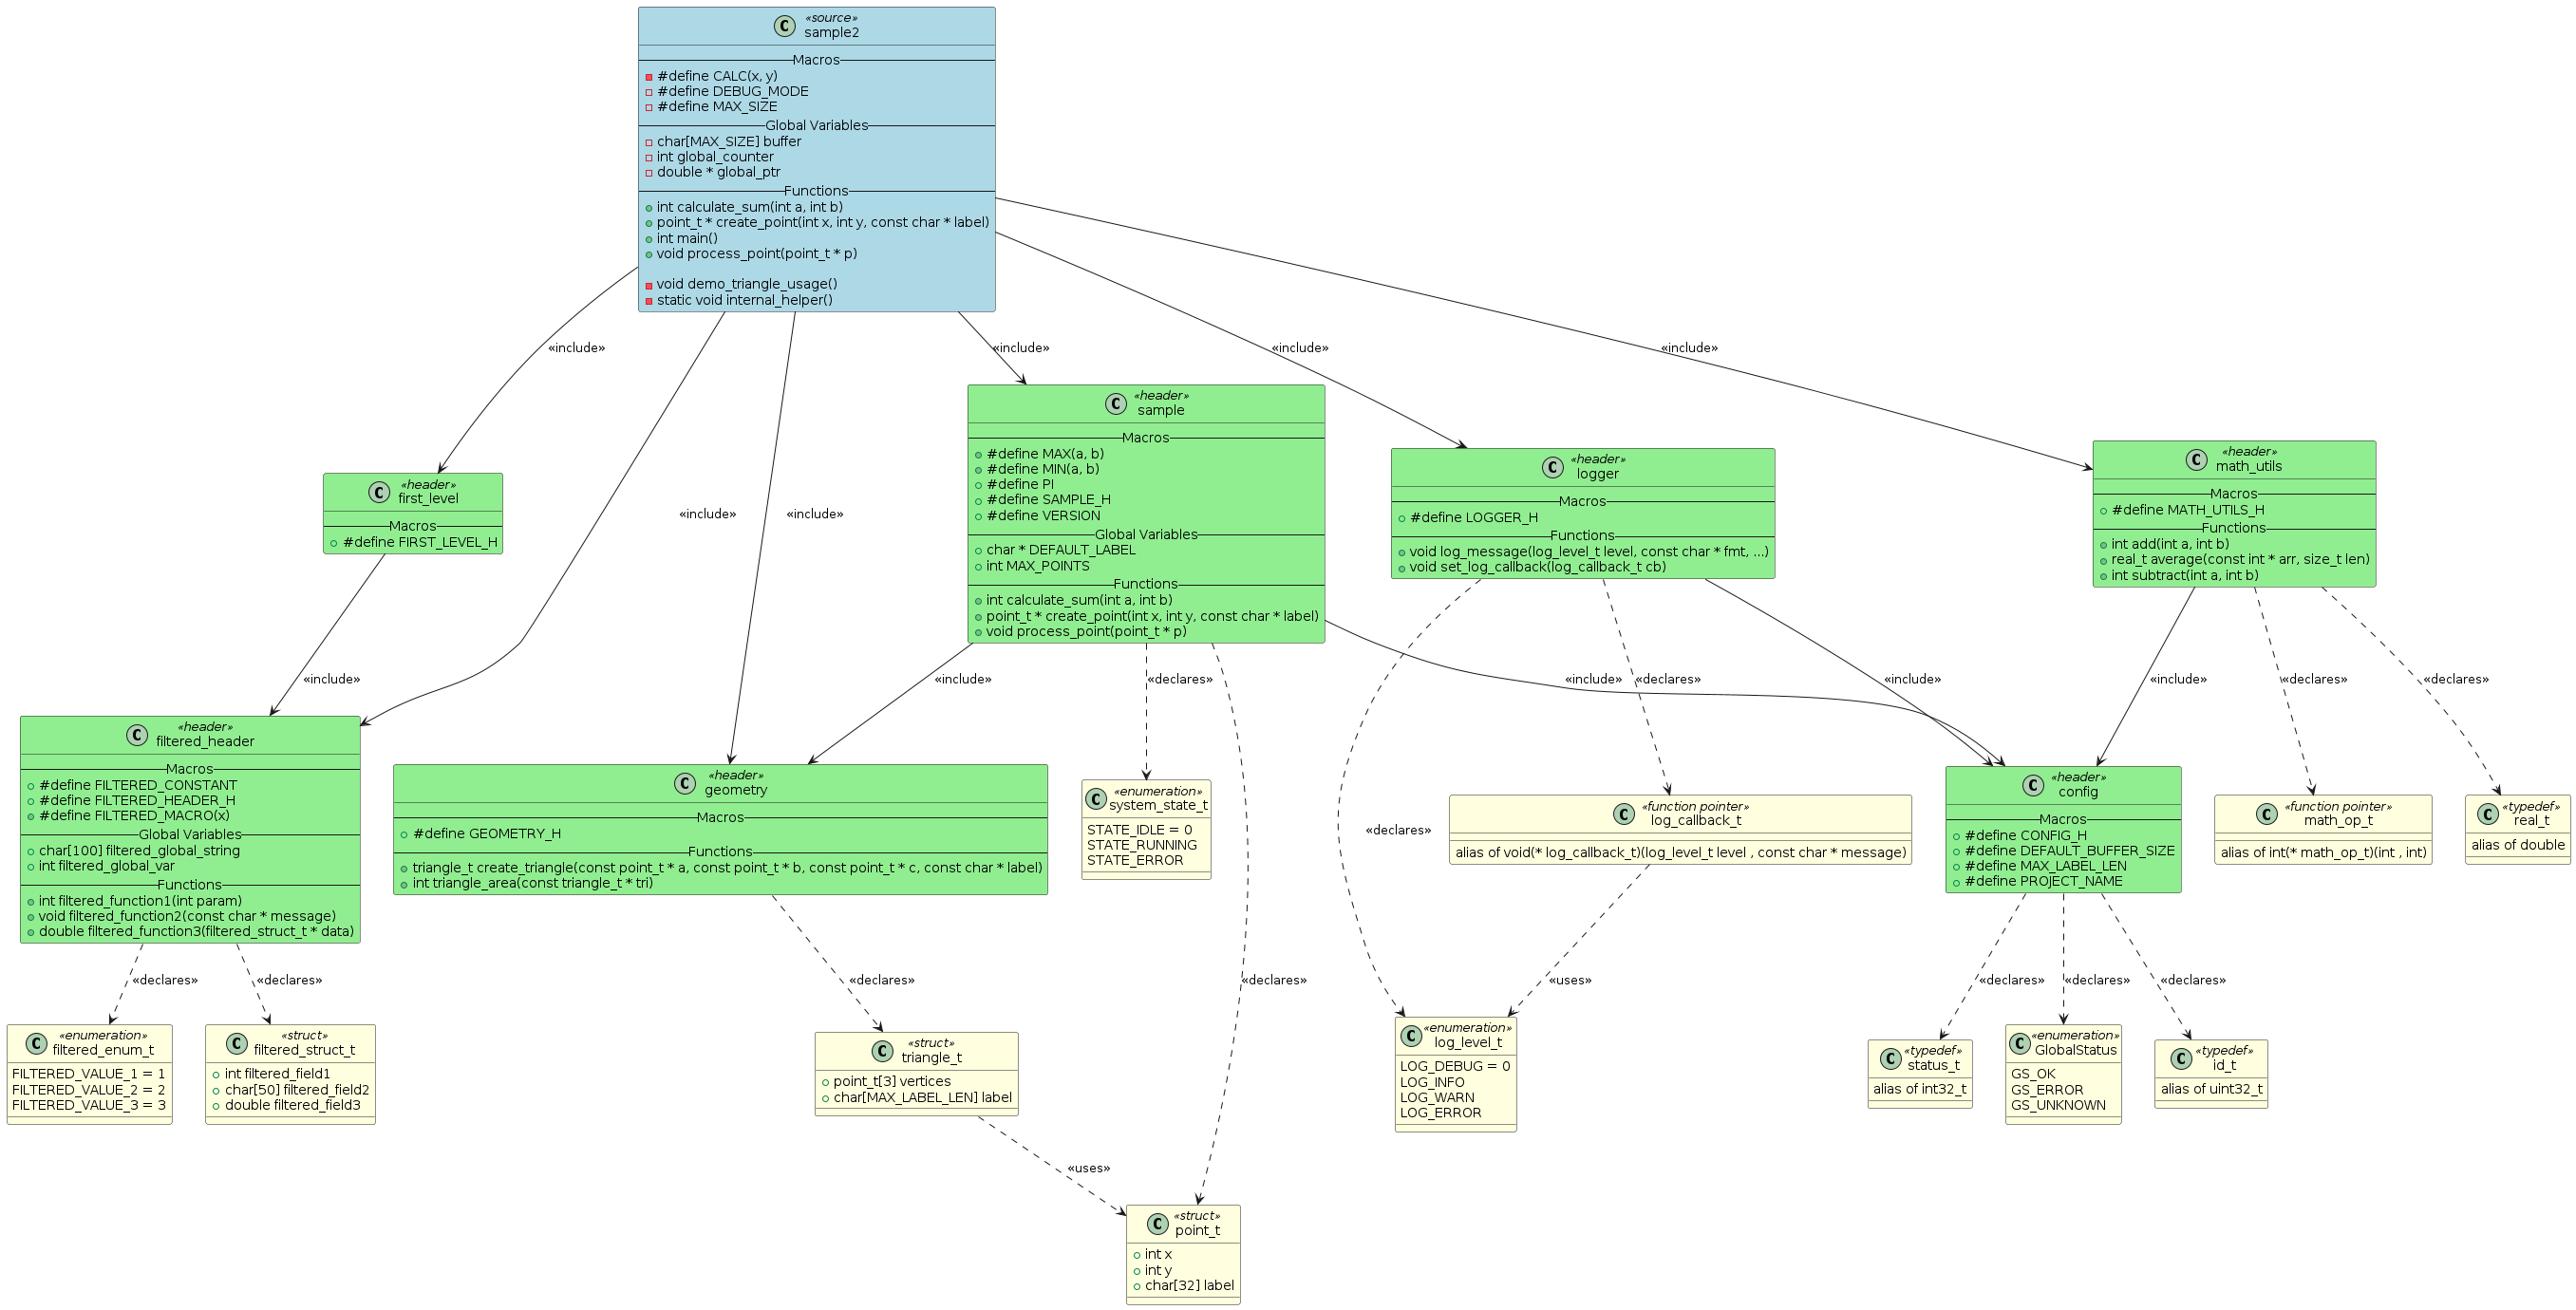 «source»
C sample2
Macros
#define CALC(x, y)
#define DEBUG_MODE
#define MAX_SIZE
Global Variables
char[MAX_SIZE] buffer
int global_counter
double * global_ptr
Functions
int calculate_sum(int a, int b)
point_t * create_point(int x, int y, const char * label)
int main()
void process_point(point_t * p)
void demo_triangle_usage()
static void internal_helper()
«include»
«include»
«include»
«include»
«include»
«include»
«header»
C first_level
Macros
#define FIRST_LEVEL_H
«header»
C sample
Macros
#define MAX(a, b)
#define MIN(a, b)
#define PI
#define SAMPLE_H
#define VERSION
Global Variables
char * DEFAULT_LABEL
int MAX_POINTS
Functions
int calculate_sum(int a, int b)
point_t * create_point(int x, int y, const char * label)
void process_point(point_t * p)
«header»
C logger
Macros
#define LOGGER_H
Functions
void log_message(log_level_t level, const char * fmt, ...)
void set_log_callback(log_callback_t cb)
«header»
C math_utils
Macros
#define MATH_UTILS_H
Functions
int add(int a, int b)
real_t average(const int * arr, size_t len)
int subtract(int a, int b)
«include»
«include»
«declares»
«include»
«declares»
«include»
«include»
«declares»
«declares»
«header»
C filtered_header
Macros
#define FILTERED_CONSTANT
#define FILTERED_HEADER_H
#define FILTERED_MACRO(x)
Global Variables
char[100] filtered_global_string
int filtered_global_var
Functions
int filtered_function1(int param)
void filtered_function2(const char * message)
double filtered_function3(filtered_struct_t * data)
«header»
C geometry
Macros
#define GEOMETRY_H
Functions
triangle_t create_triangle(const point_t * a, const point_t * b, const point_t * c, const char * label)
int triangle_area(const triangle_t * tri)
«enumeration»
C system_state_t
STATE_IDLE = 0
STATE_RUNNING
STATE_ERROR
«declares»
«function pointer»
C log_callback_t
alias of void(* log_callback_t)(log_level_t level , const char * message)
«header»
C config
Macros
#define CONFIG_H
#define DEFAULT_BUFFER_SIZE
#define MAX_LABEL_LEN
#define PROJECT_NAME
«function pointer»
C math_op_t
alias of int(* math_op_t)(int , int)
«typedef»
C real_t
alias of double
«declares»
«declares»
«declares»
«declares»
«uses»
«declares»
«declares»
«declares»
«enumeration»
C filtered_enum_t
FILTERED_VALUE_1 = 1
FILTERED_VALUE_2 = 2
FILTERED_VALUE_3 = 3
«struct»
C filtered_struct_t
int filtered_field1
char[50] filtered_field2
double filtered_field3
«struct»
C triangle_t
point_t[3] vertices
char[MAX_LABEL_LEN] label
«enumeration»
C log_level_t
LOG_DEBUG = 0
LOG_INFO
LOG_WARN
LOG_ERROR
«typedef»
C status_t
alias of int32_t
«enumeration»
C GlobalStatus
GS_OK
GS_ERROR
GS_UNKNOWN
«typedef»
C id_t
alias of uint32_t
«uses»
«struct»
C point_t
int x
int y
char[32] label